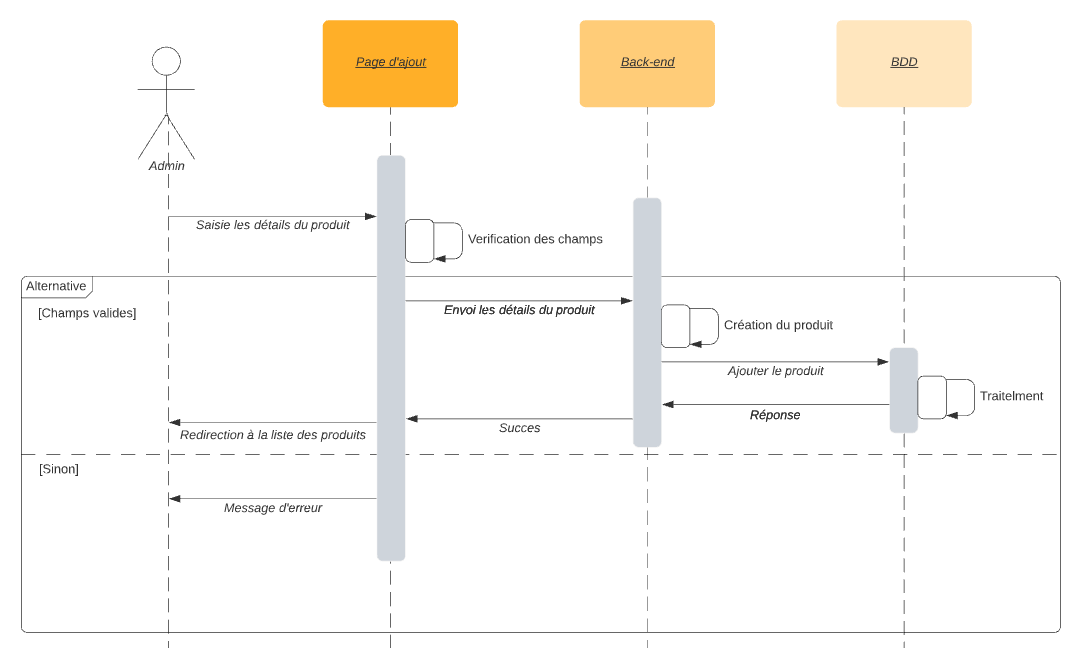 Page d'ajout
Back-end
BDD
Admin
Saisie les détails du produit
Verification des champs
Alternative
[Champs valides]
Envoi les détails du produit
Création du produit
Ajouter le produit
Traitelment
Réponse
Succes
Redirection à la liste des produits
[Sinon]
Message d'erreur